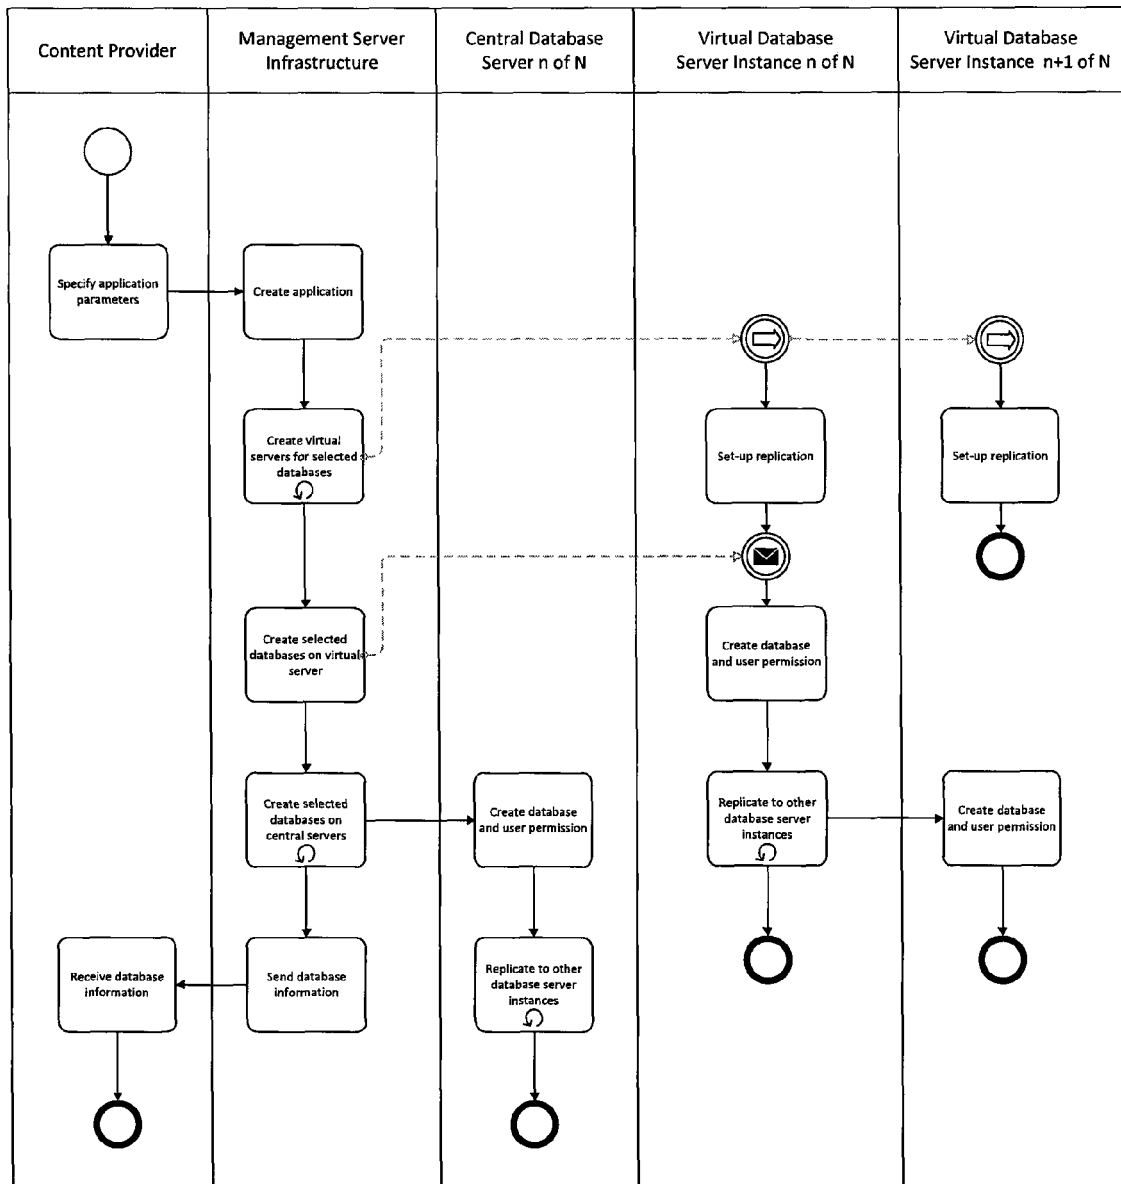 Content Provider
Management Server
Infrastructure
Central Database
Server n of N
Virtual Database
Server Instance n of N
Virtual Database
Server Instance n+1 of N
Specify application
parameters
Create application
Create virtual
servers for selected
databases
Set-up replication
Set-up replication
Create selected
databases on virtual
server
Create database
and user permission
Create selected
databases on
central servers
Create database
and user permission
Replicate to other
database server
instances
Create database
and user permission
Receive database
information
Send database
information
Replicate to other
database server
instances